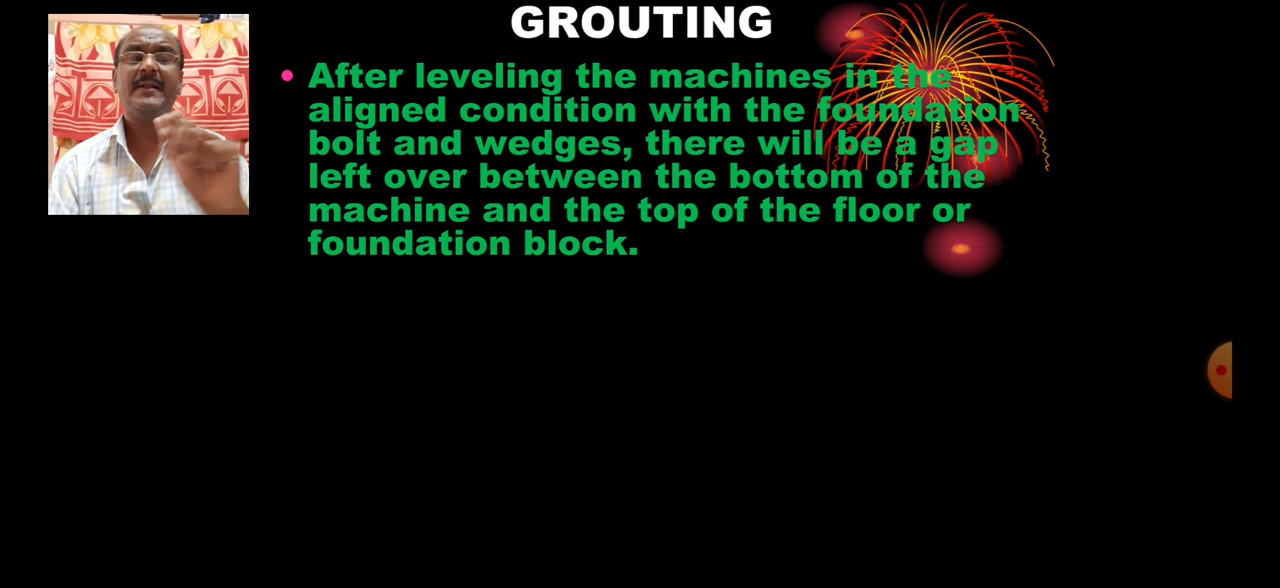 GROUTING
• After leveling the machines in the
aligned condition with the foundation
bolt and wedges, there will be a gap
left over between the bottom of the
machine and the top of the floor or
foundation block.